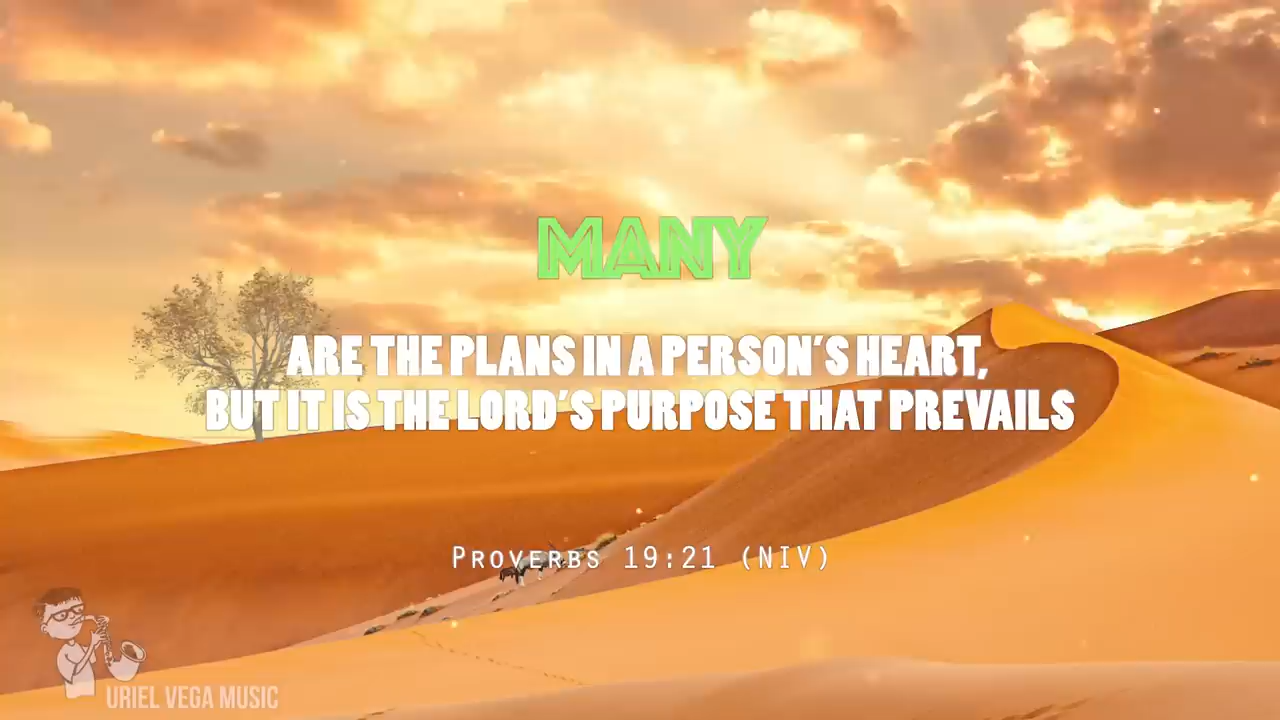 MANY
ARE THE PLANS IN A PERSON'S HEART,
BUT IT IS THE LORD'S PURPOSE THAT PREVAILS
PROVERBS 19:21 (NIV)
URIEL VEGA MUSIC